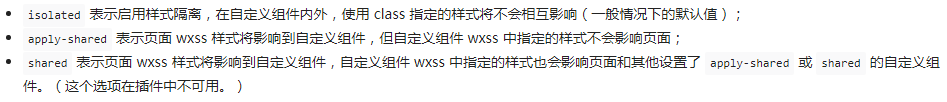 isolated 表示启用样式隔离，在自定义组件内外，使用 class 指定的样式将不会相互影响（一般情况下的默认值）；
apply-shared 表示页面 wxss 样式将影响到自定义组件，但自定义组件 wxss 中指定的样式不会影响页面；
shared 表示页面 wxss 样式将影响到自定义组件，自定义组件 wxss 中指定的样式也会影响页面和其他设置了 apply-shared 或 shared 的自定义组
件。（这个选项在插件中不可用。）